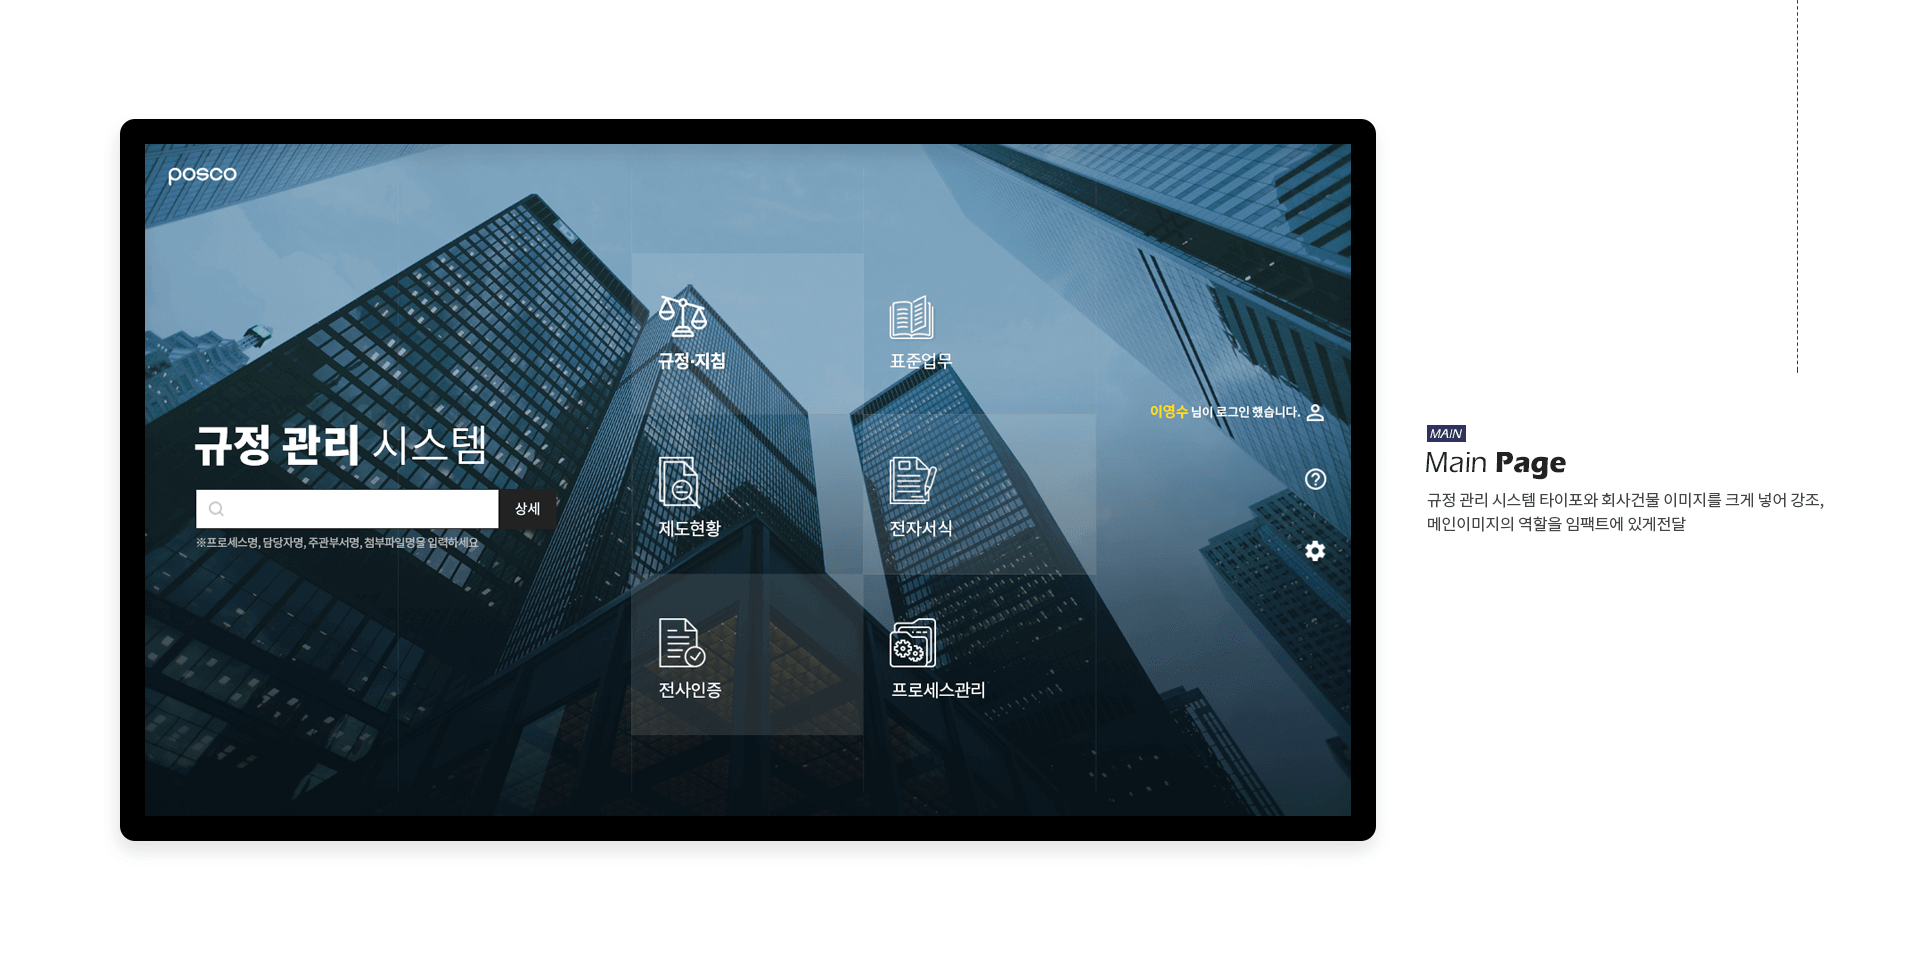 posco
규정·지침
표준업무
이영수 님이 로그인 했습니다.
규정 관리 시스템
상세
※프로세스명, 담당자명, 주관부서명, 첨부파일명을 입력하세요
제도현황
전자서식
전사인증
프로세스관리
MAIN
Main Page
규정 관리 시스템 타이포와 회사건물 이미지를 크게 넣어 강조,
메인이미지의 역할을 임팩트에 있게전달